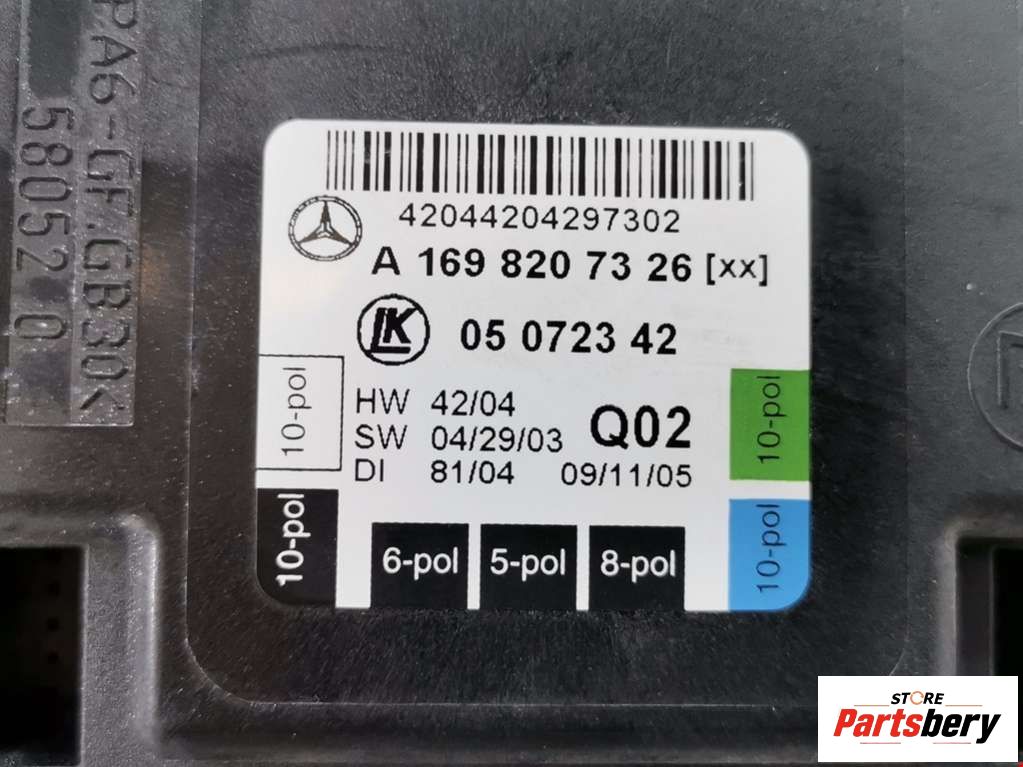 PA6-GF.GB30K
58052 0
42044204297302
A 169 820 73 26 [xx]
LK 05 0723 42
10-pol
HW 42/04
SW 04/29/03
DI 81/04 09/11/05
Q02
10-pol
10-pol
6-pol
5-pol
8-pol
10-pol
STORE
Partsbery